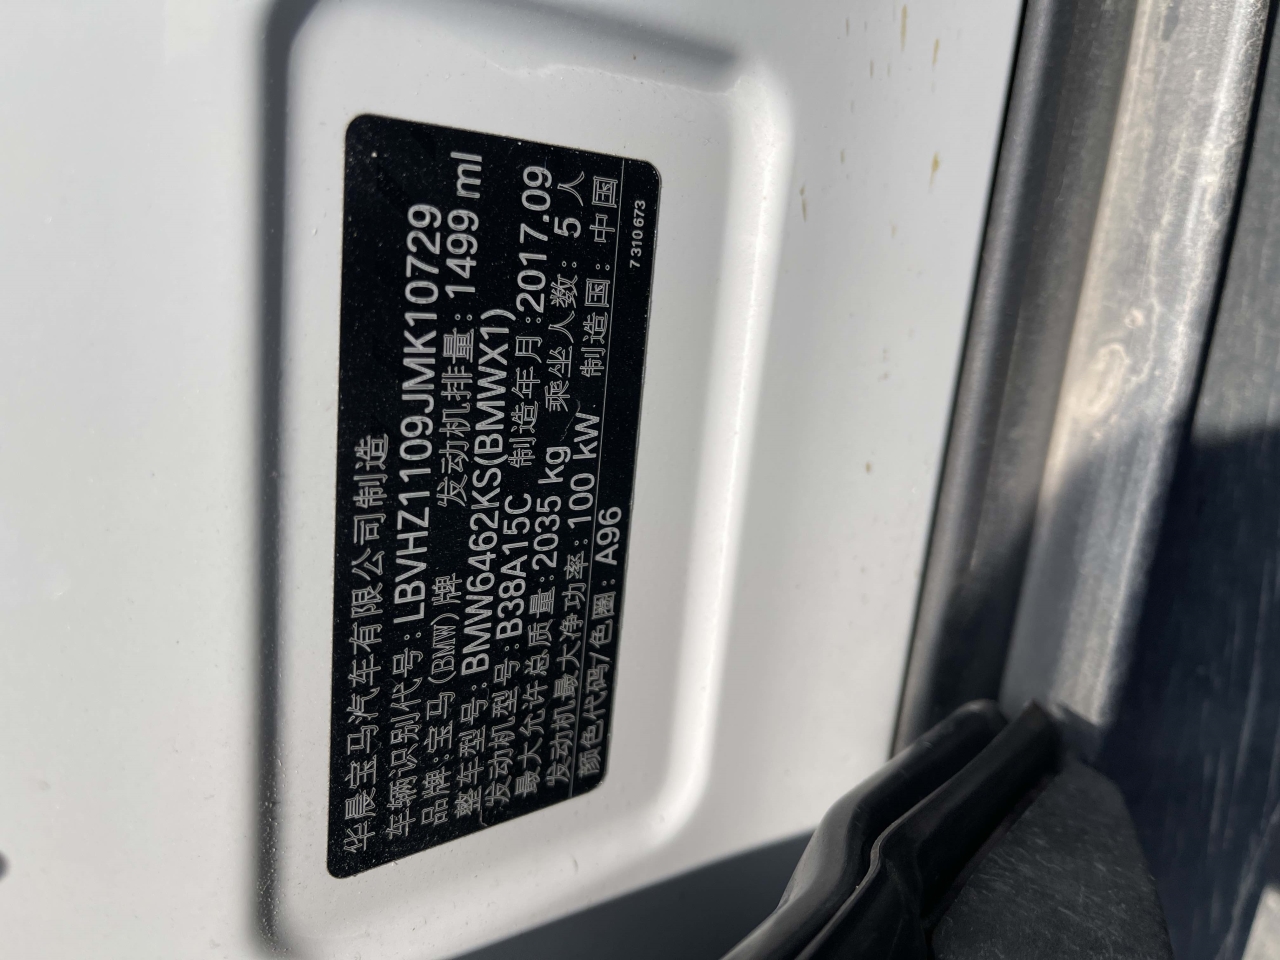 华晨宝马汽车有限公司制造
车辆识别代号:LBVHZ1109JMK10729
品牌:宝马(BMW)牌 发动机排量:1499 ml
整车型号:BMW6462KS(BMWX1)
发动机型号:B38A15C 制造年月:2017.09
最大允许总质量:2035 kg 乘坐人数:5人
发动机最大净功率:100 kW 制造国:中国
颜色代码/色圈:A96
7310673